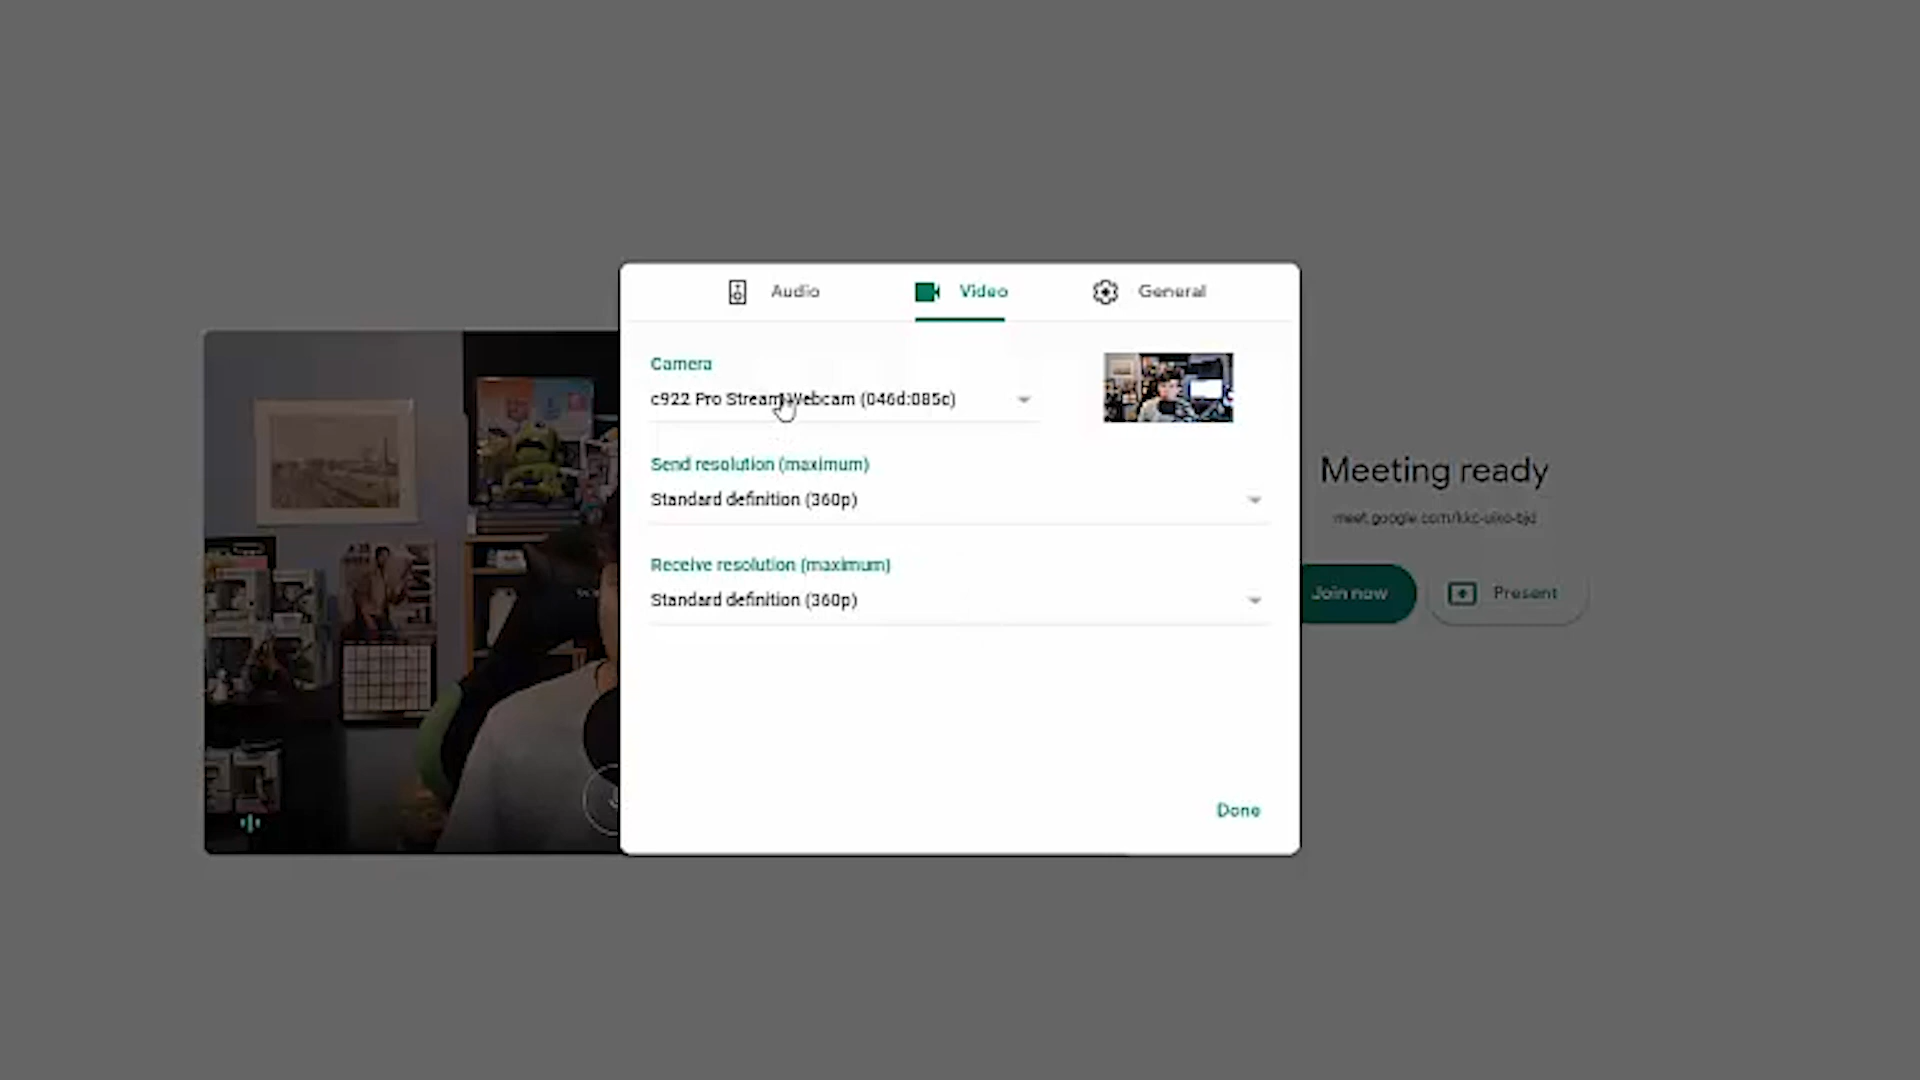 Audio
Video
General
Camera
c922 Pro Stream Webcam (046d:085c)
Send resolution (maximum)
Standard definition (360p)
Receive resolution (maximum)
Standard definition (360p)
Done
Meeting ready
Join now
Present